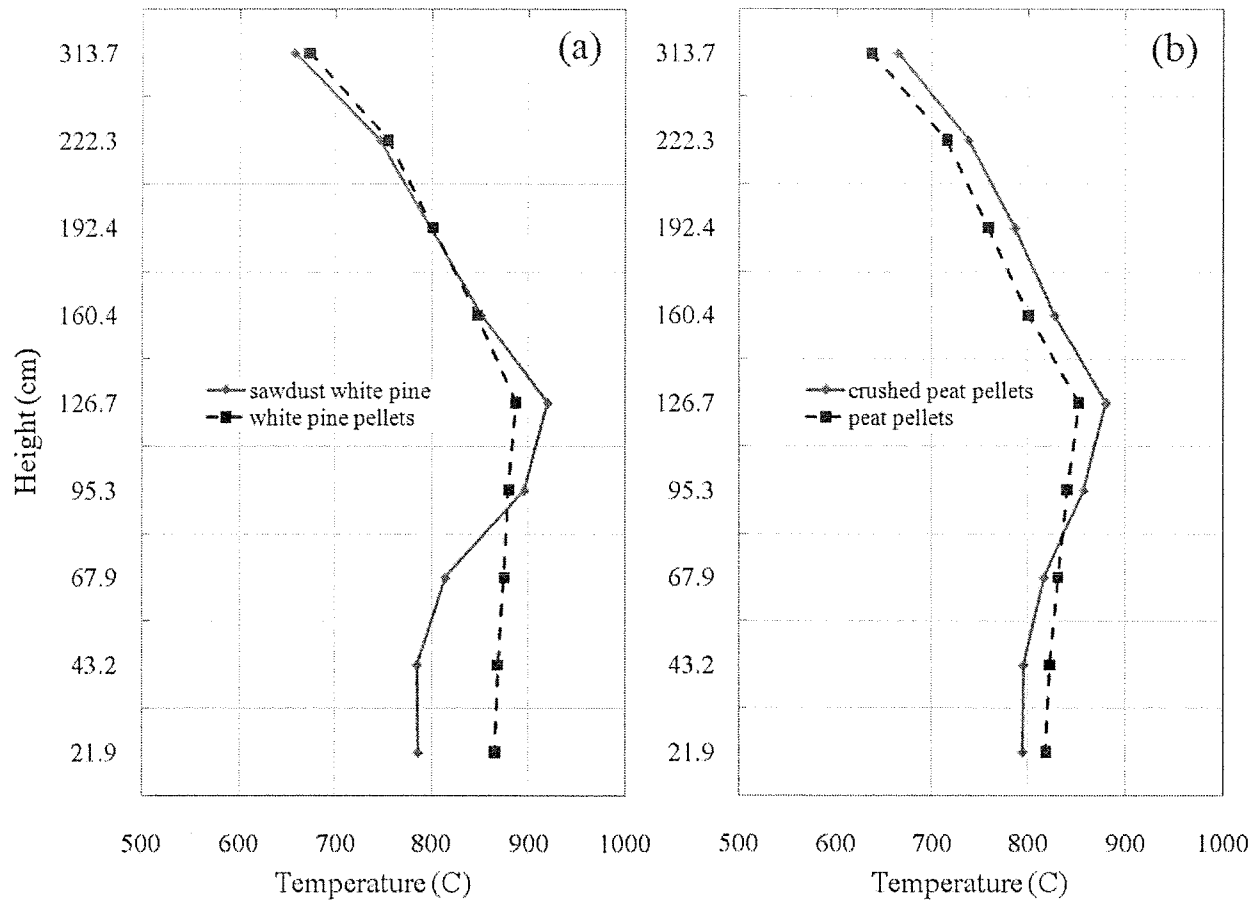 (a)
313.7
222.3
192.4
160.4
126.7
95.3
67.9
43.2
21.9
Height (cm)
sawdust white pine
white pine pellets
500 600 700 800 900 1000
Temperature (C)
(b)
313.7
222.3
192.4
160.4
126.7
95.3
67.9
43.2
21.9
crushed peat pellets
peat pellets
500 600 700 800 900 1000
Temperature (C)